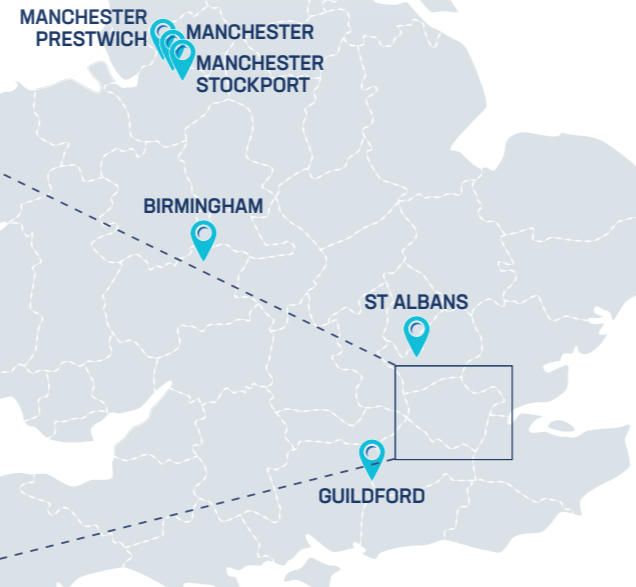 MANCHESTER
PRESTWICH
MANCHESTER
MANCHESTER
STOCKPORT
BIRMINGHAM
ST ALBANS
GUILDFORD